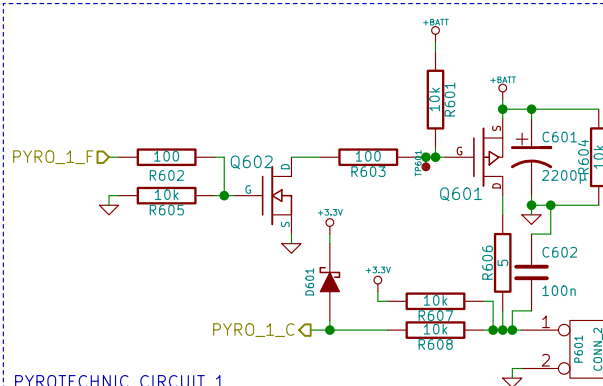 +BATT
+BATT
10k
R601
S
C601
+
2200
R604
10k
PYRO_1_F
100
R602
Q602
D
100
R603
TP601
G
Q601
D
10k
R605
G
S
+3.3V
D601
+3.3V
R606
5
C602
100n
10k
R607
PYRO_1_C
10k
R608
1
2
P601
CONN_2
PYROTECHNIC CIRCUIT 1